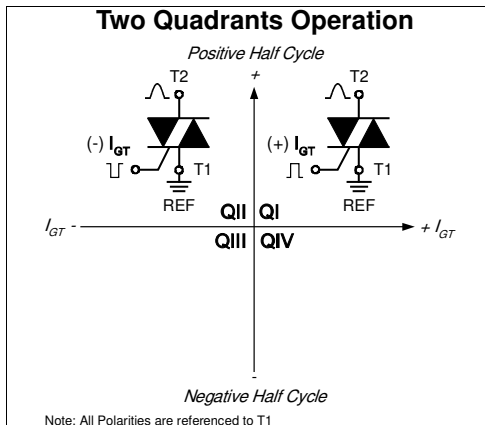 Two Quadrants Operation
Positive Half Cycle
+
T2
T2
(-) IGT
(+) IGT
T1
T1
REF
REF
QII QI
IGT -
+ IGT
QIII QIV
-
Negative Half Cycle
Note: All Polarities are referenced to T1